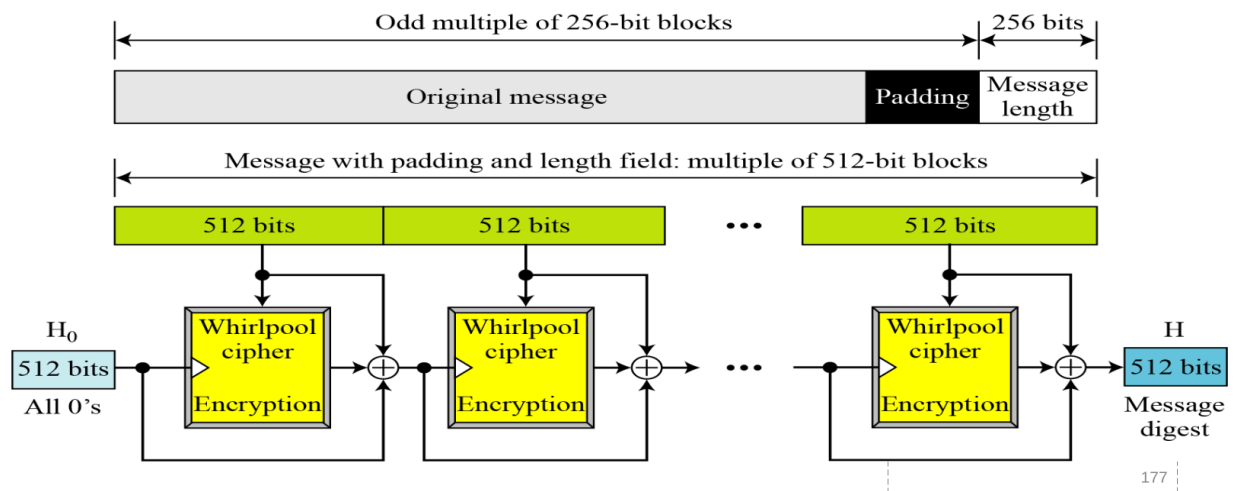 Odd multiple of 256-bit blocks
256 bits
Original message
Padding
Message
length
Message with padding and length field: multiple of 512-bit blocks
512 bits
512 bits
•••
512 bits
H₀
512 bits
All 0’s
Whirlpool
cipher
Encryption
Whirlpool
cipher
Encryption
•••
Whirlpool
cipher
Encryption
H
512 bits
Message
digest
177